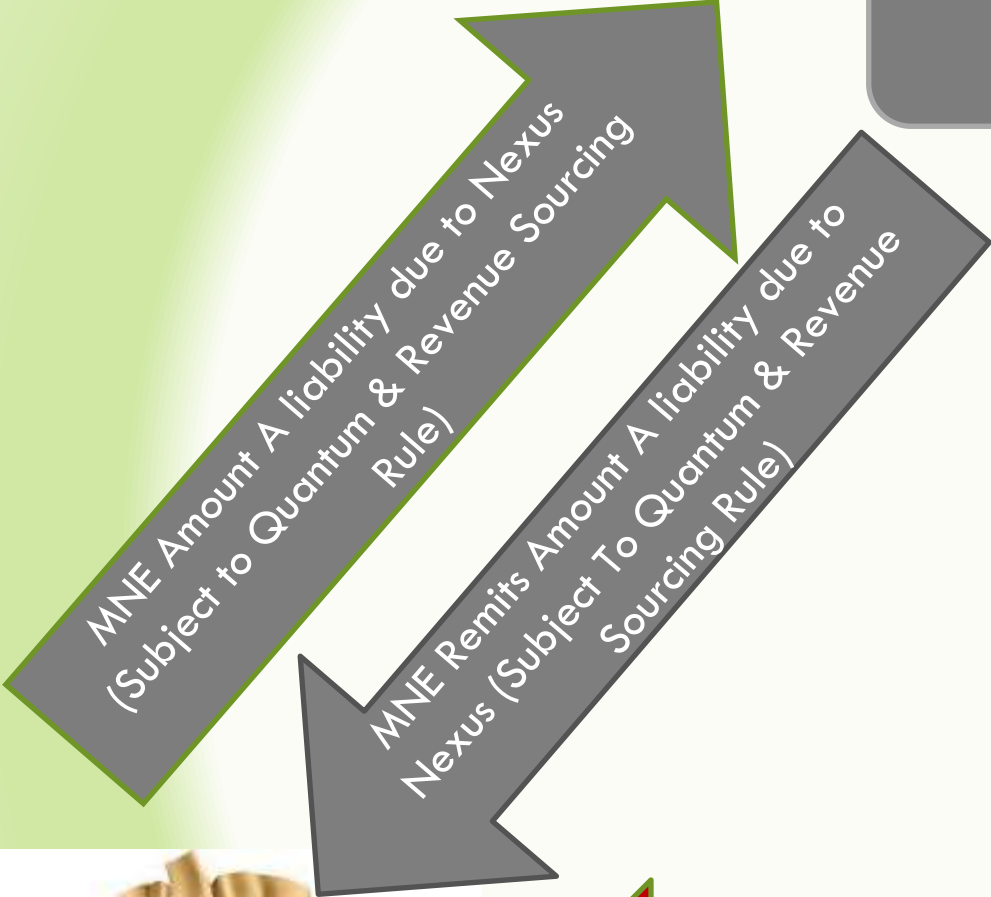 MNE Amount A liability due to Nexus
(Subject to Quantum & Revenue Sourcing
Rule)
MNE Remits Amount A liability due to
Nexus (Subject To Quantum & Revenue
Sourcing Rule)